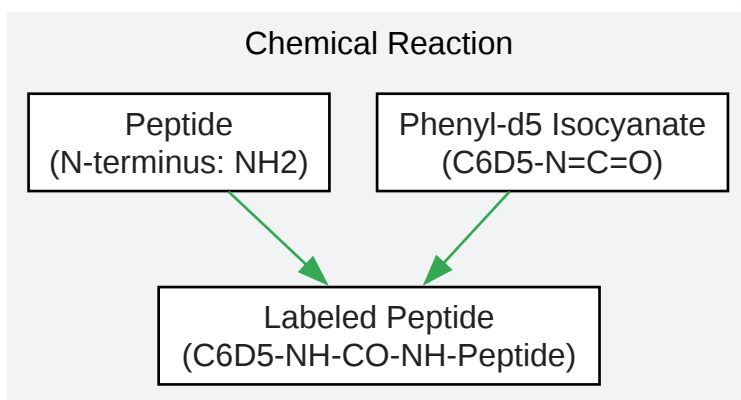 Chemical Reaction
Peptide
(N-terminus: NH2)
Phenyl-d5 Isocyanate
(C6D5-N=C=O)
Labeled Peptide
(C6D5-NH-CO-NH-Peptide)